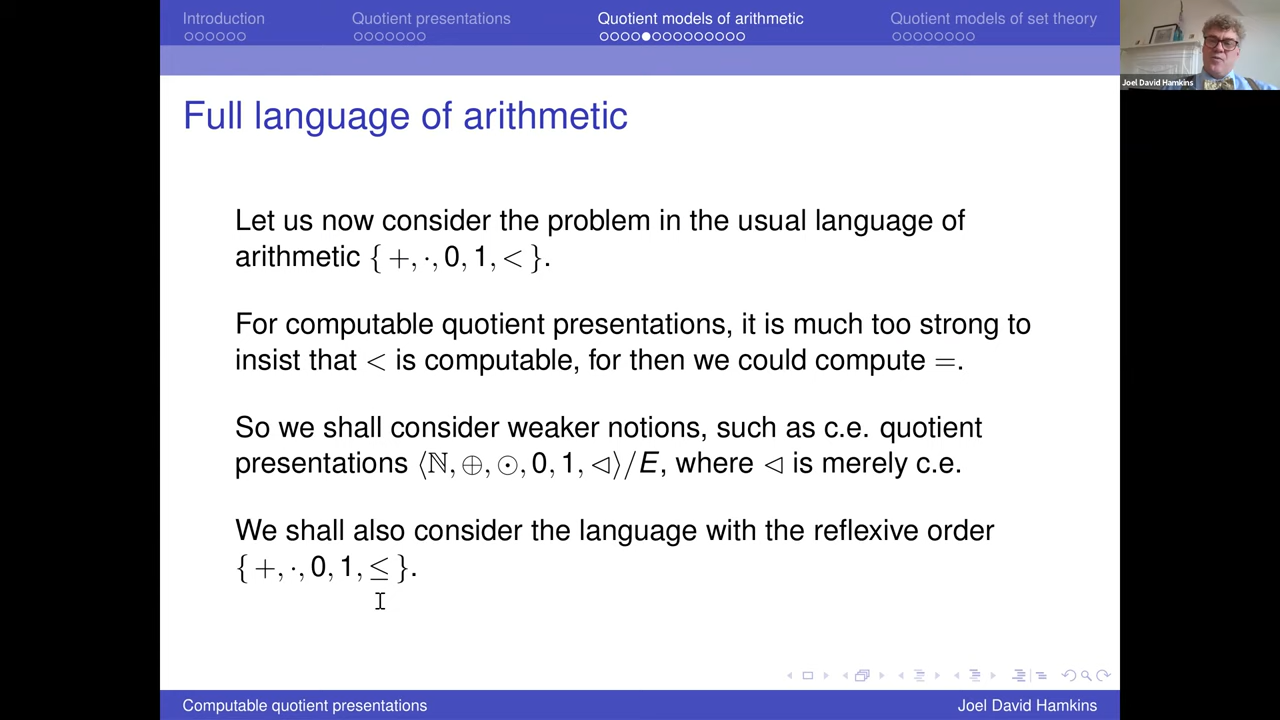 Introduction
Quotient presentations
Quotient models of arithmetic
Quotient models of set theory
Joel David Hamkins
Full language of arithmetic
Let us now consider the problem in the usual language of
arithmetic { +, ·, 0, 1, < }.
For computable quotient presentations, it is much too strong to
insist that < is computable, for then we could compute =.
So we shall consider weaker notions, such as c.e. quotient
presentations ⟨ℕ, ⊕, ⊙, 0, 1, ⊲⟩/E, where ⊲ is merely c.e.
We shall also consider the language with the reflexive order
{ +, ·, 0, 1, ≤ }.
Computable quotient presentations
Joel David Hamkins